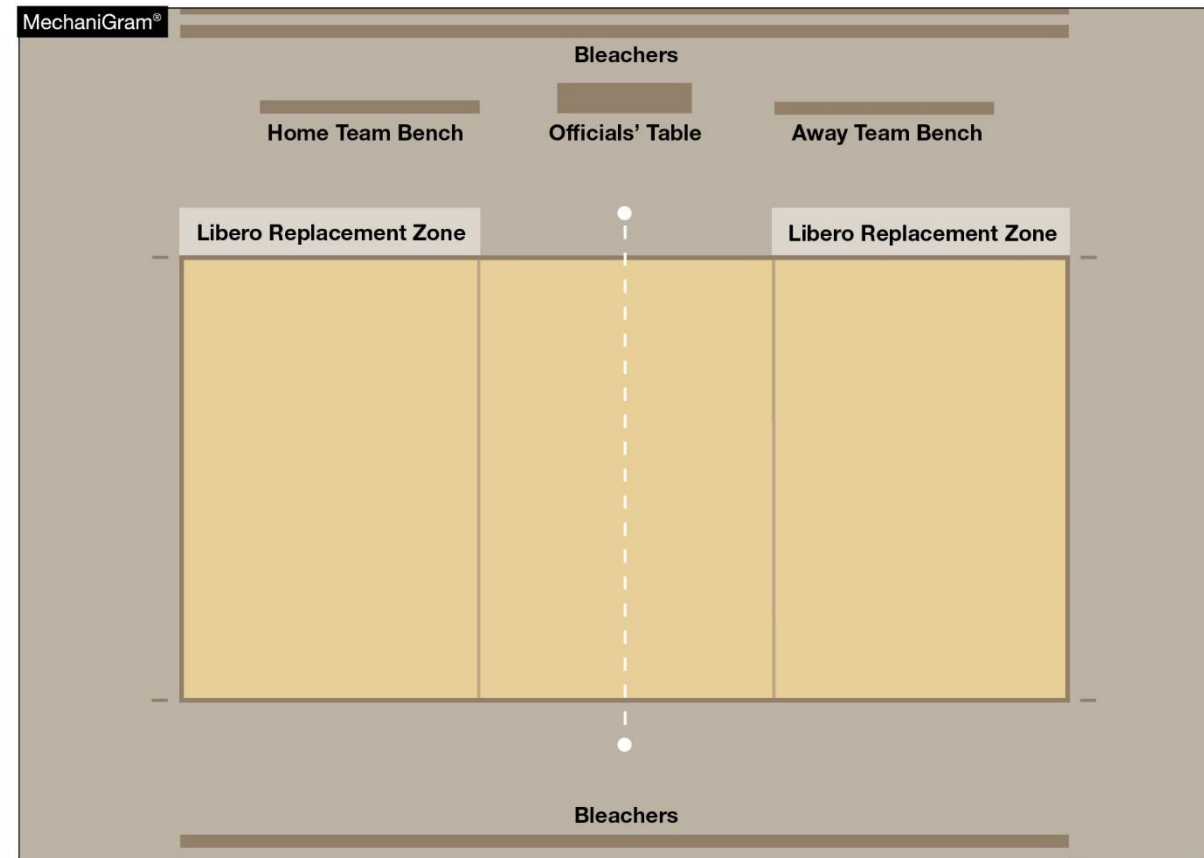 MechaniGram®
Bleachers
Home Team Bench
Officials’ Table
Away Team Bench
Libero Replacement Zone
Libero Replacement Zone
Bleachers